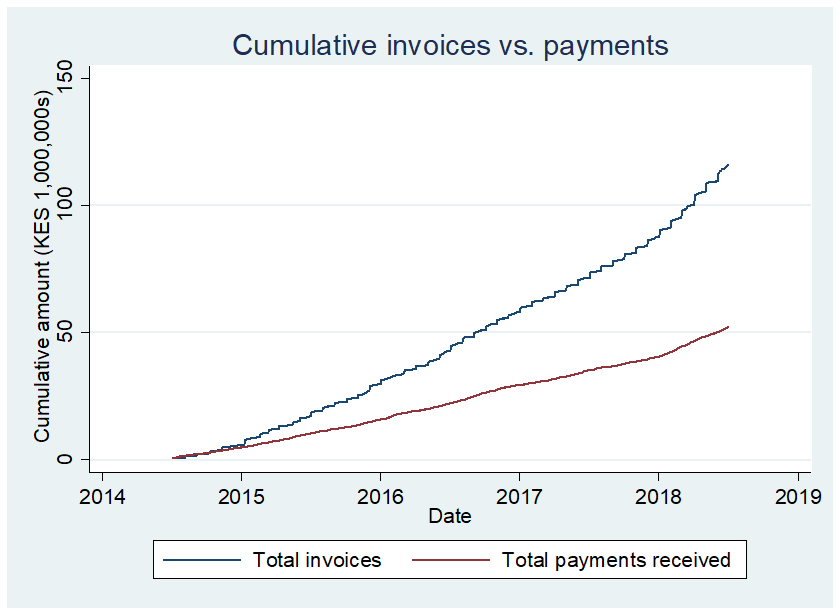 Cumulative invoices vs. payments
Cumulative amount (KES 1,000,000s)
150
100
50
0
2014 2015 2016 2017 2018 2019
Date
Total invoices Total payments received